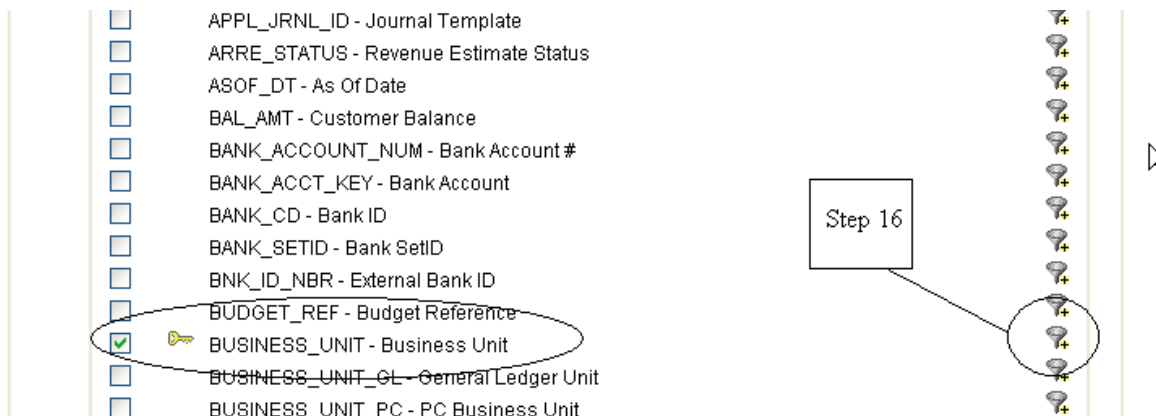 APPL_JRNL_ID - Journal Template
ARRE_STATUS - Revenue Estimate Status
ASOF_DT - As Of Date
BAL_AMT - Customer Balance
BANK_ACCOUNT_NUM - Bank Account #
BANK_ACCT_KEY - Bank Account
BANK_CD - Bank ID
Step 16
BANK_SETID - Bank SetID
BNK_ID_NBR - External Bank ID
BUDGET_REF - Budget Reference
BUSINESS_UNIT - Business Unit
BUSINESS_UNIT_GL - General Ledger Unit
BUSINESS_UNIT_PC - PC Business Unit